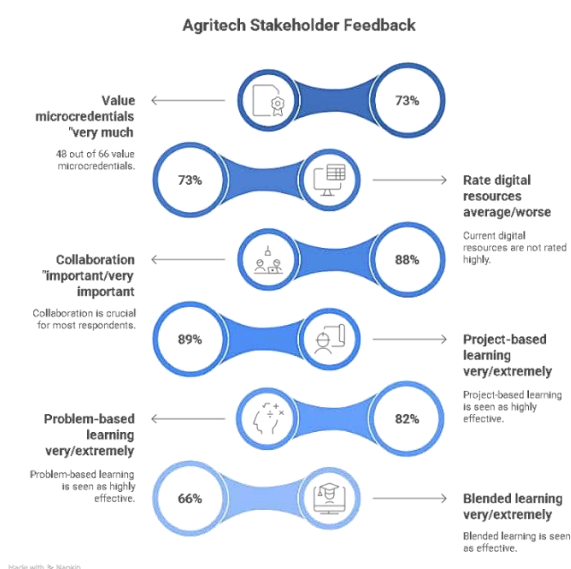 Agritech Stakeholder Feedback
Value
microcredentials
"very much
48 out of 66 value
microcredentials.
73%
73%
Rate digital
resources
average/worse
Current digital
resources are not rated
highly.
Collaboration
"important/very
important
Collaboration is crucial
for most respondents.
88%
89%
Project-based
learning
very/extremely
Project-based learning
is seen as highly
effective.
Problem-based
learning
very/extremely
Problem-based learning
is seen as highly
effective.
82%
66%
Blended learning
very/extremely
Blended learning is seen
as effective.
Made with Napkin